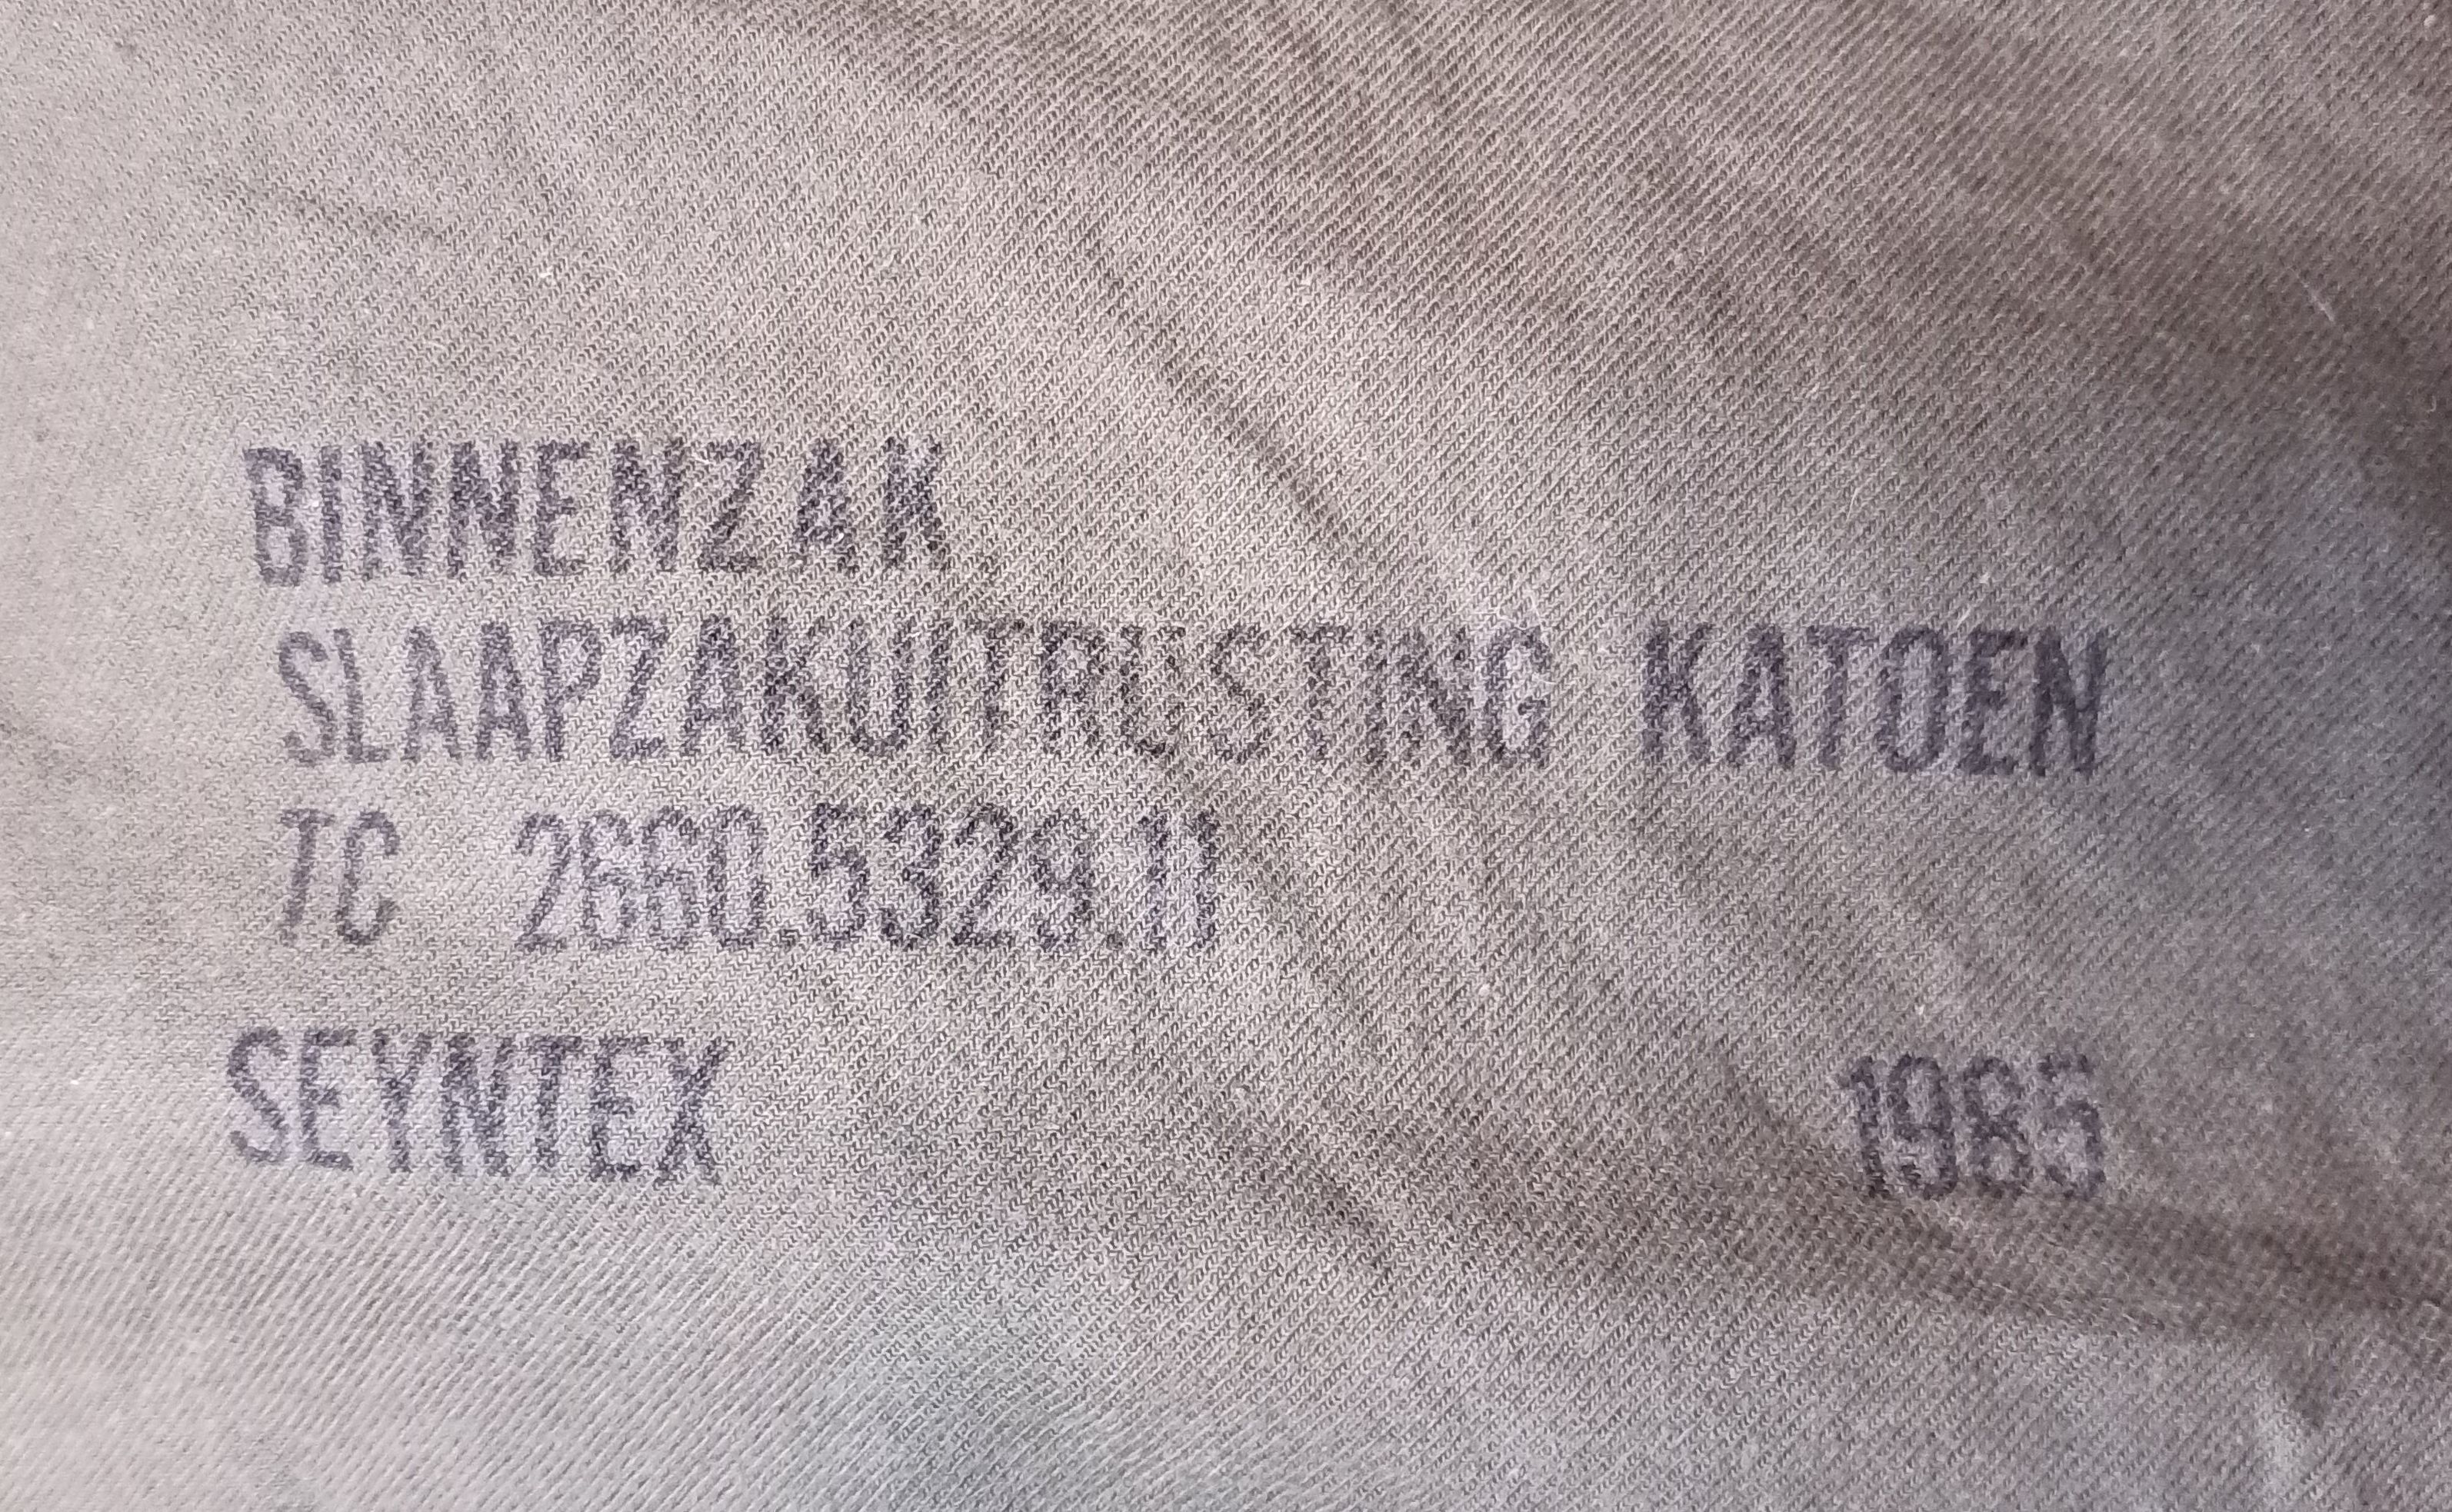 BINNENZAK
SLAAPZAKUITRUSTING KATOEN
TC 2660.5329.11
SEYNTEX 1985